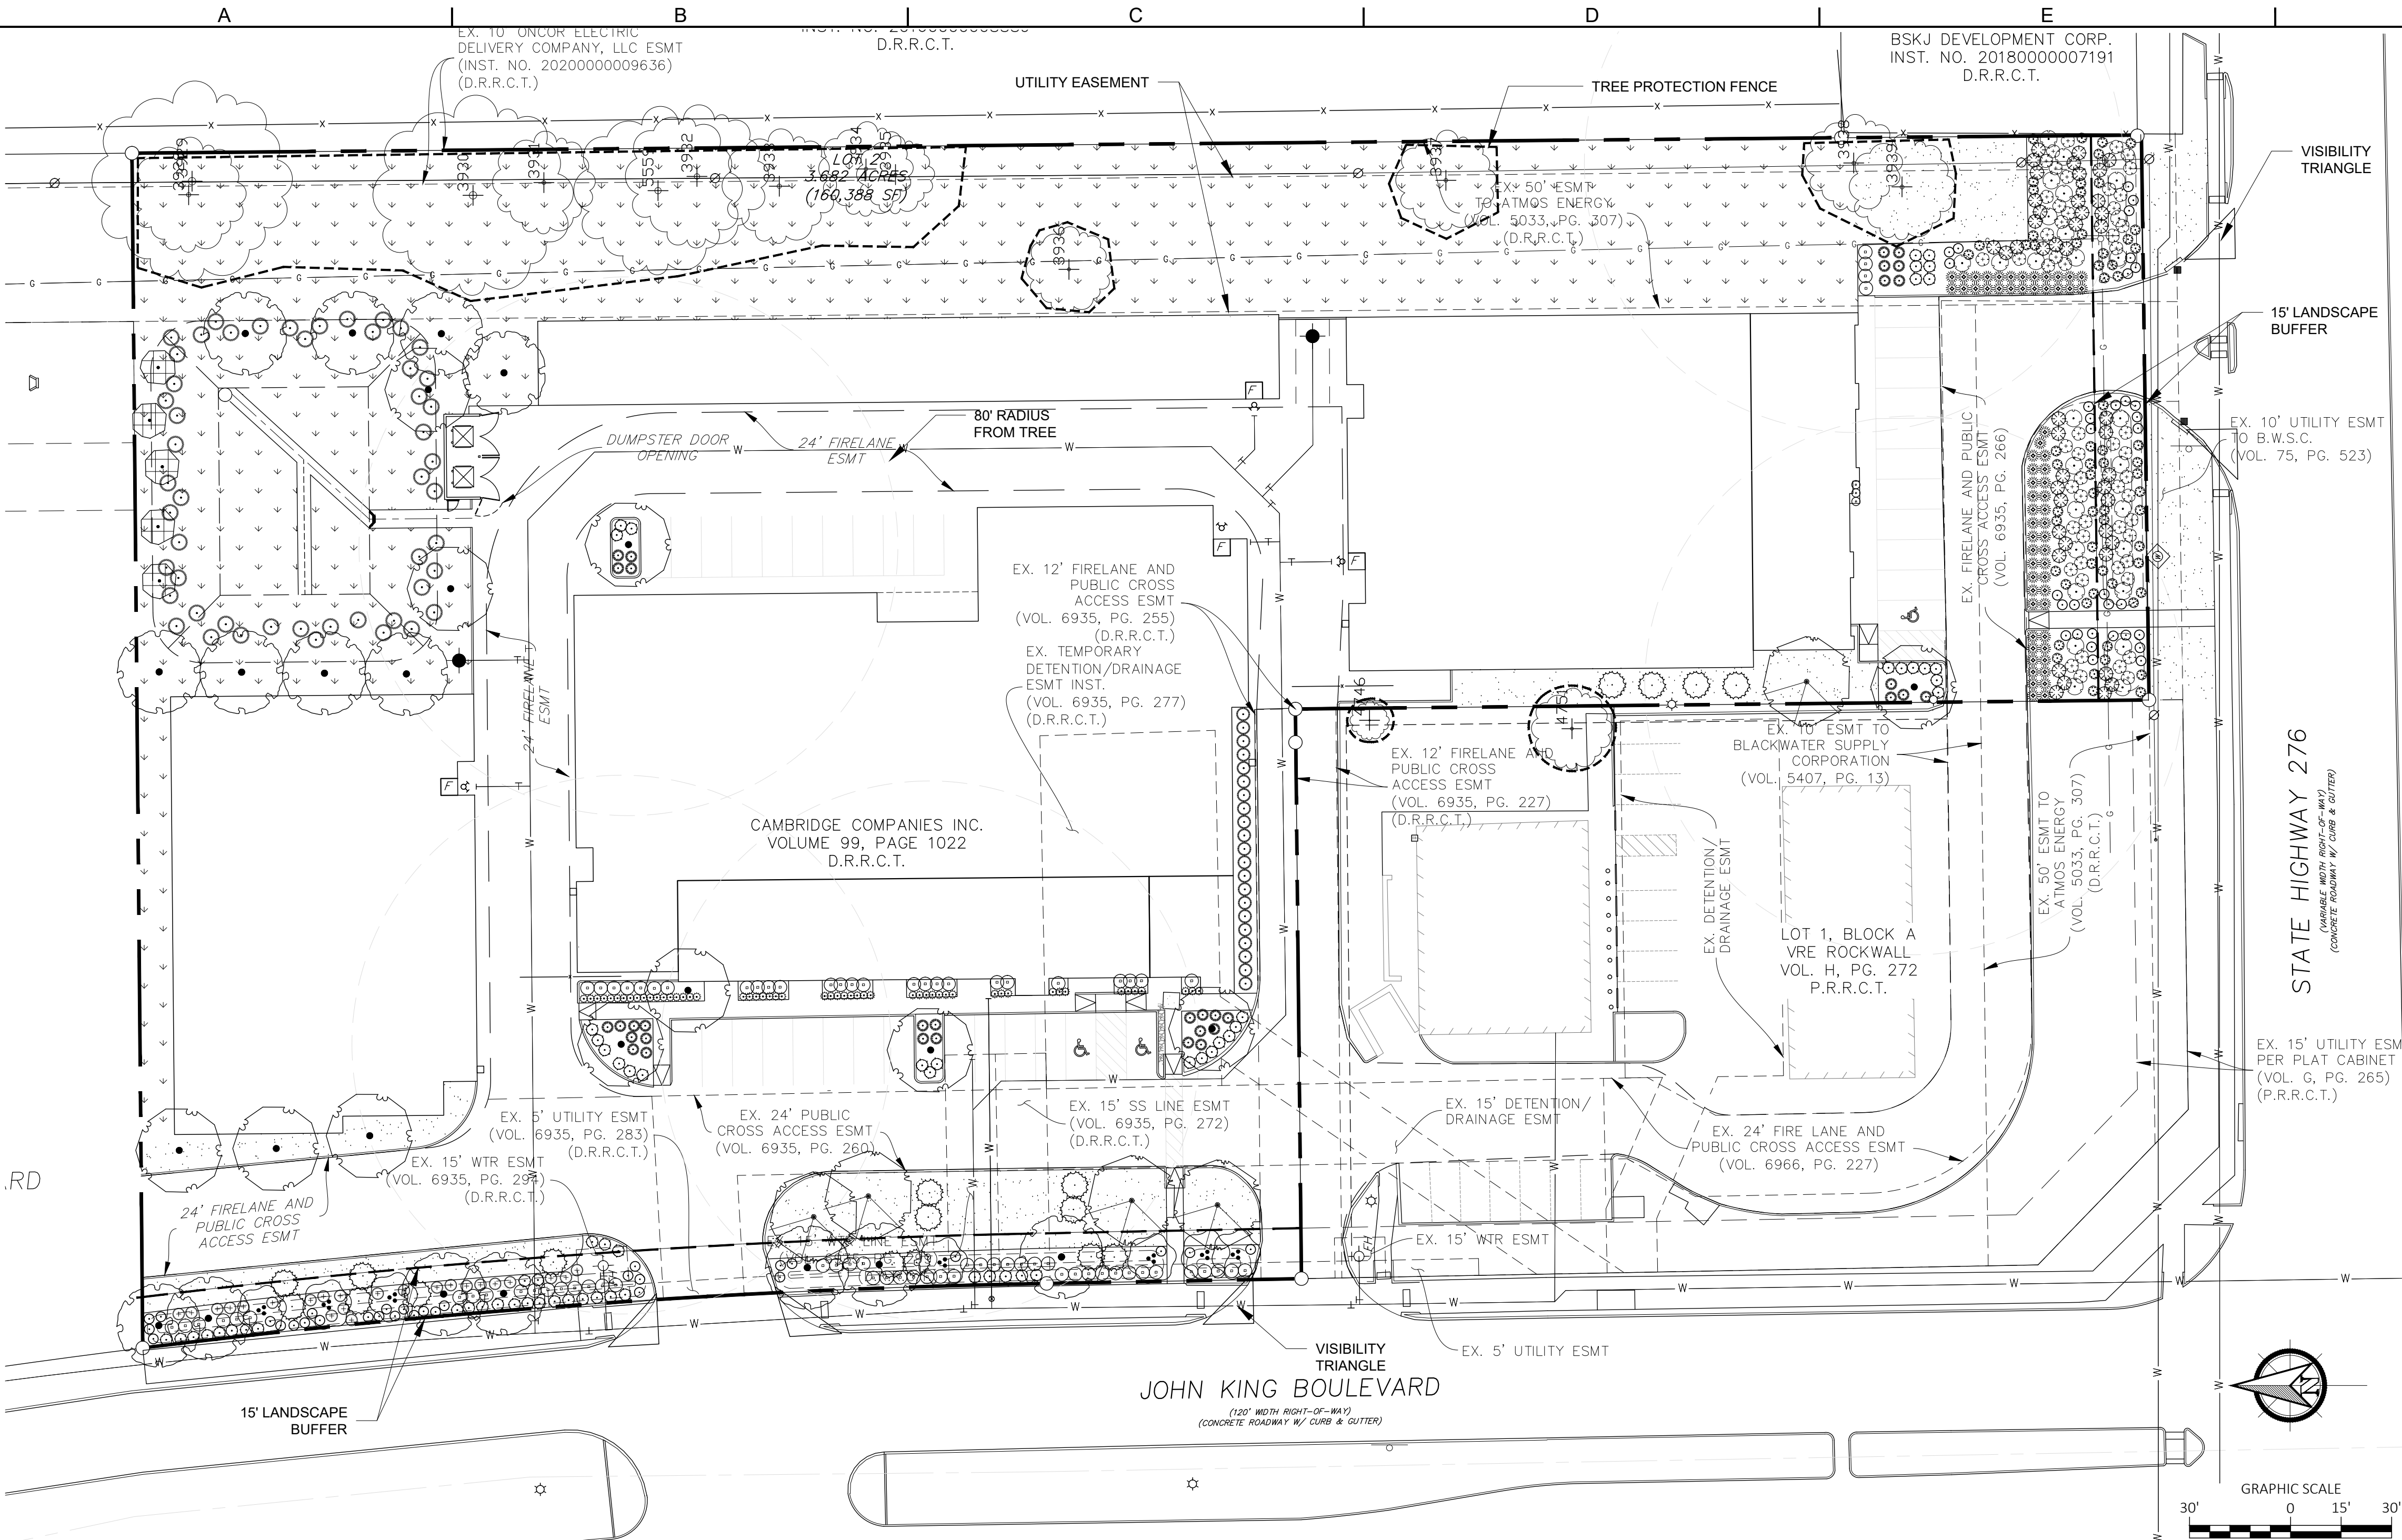 A
B
C
D
E
EX. 10' ONCOR ELECTRIC
DELIVERY COMPANY, LLC ESMT
(INST. NO. 20200000009636)
(D.R.R.C.T.)
D.R.R.C.T.
UTILITY EASEMENT
TREE PROTECTION FENCE
BSKJ DEVELOPMENT CORP.
INST. NO. 20180000007191
D.R.R.C.T.
VISIBILITY
TRIANGLE
3930
3931
5551
3932
3933
3934
3935
LOT 2
3.682 ACRES
(160,388 SF)
3936
3939
EX. 50' ESMT
TO ATMOS ENERGY
(VOL. 5033, PG. 307)
(D.R.R.C.T.)
15' LANDSCAPE
BUFFER
80' RADIUS
FROM TREE
DUMPSTER DOOR
OPENING
24' FIRELANE
ESMT
EX. 10' UTILITY ESMT
TO B.W.S.C.
(VOL. 75, PG. 523)
EX. FIRELANE AND PUBLIC
CROSS ACCESS ESMT
(VOL. 6935, PG. 266)
EX. 12' FIRELANE AND
PUBLIC CROSS
ACCESS ESMT
(VOL. 6935, PG. 255)
(D.R.R.C.T.)
EX. TEMPORARY
DETENTION/DRAINAGE
ESMT INST.
(VOL. 6935, PG. 277)
(D.R.R.C.T.)
24' FIRELANE
ESMT
4746
EX. 12' FIRELANE AND
PUBLIC CROSS
ACCESS ESMT
(VOL. 6935, PG. 227)
(D.R.R.C.T.)
EX. 10' ESMT TO
BLACKWATER SUPPLY
CORPORATION
(VOL. 5407, PG. 13)
CAMBRIDGE COMPANIES INC.
VOLUME 99, PAGE 1022
D.R.R.C.T.
EX. DETENTION/
DRAINAGE ESMT
EX. 50' ESMT TO
ATMOS ENERGY
(VOL. 5033, PG. 307)
(D.R.R.C.T.)
LOT 1, BLOCK A
VRE ROCKWALL
VOL. H, PG. 272
P.R.R.C.T.
STATE HIGHWAY 276
(VARIABLE WIDTH RIGHT-OF-WAY)
(CONCRETE ROADWAY W/ CURB & GUTTER)
EX. 15' UTILITY ESM
PER PLAT CABINET
(VOL. G, PG. 265)
(P.R.R.C.T.)
EX. 5' UTILITY ESMT
(VOL. 6935, PG. 283)
(D.R.R.C.T.)
EX. 24' PUBLIC
CROSS ACCESS ESMT
(VOL. 6935, PG. 260)
EX. 15' SS LINE ESMT
(VOL. 6935, PG. 272)
(D.R.R.C.T.)
EX. 15' DETENTION/
DRAINAGE ESMT
EX. 24' FIRE LANE AND
PUBLIC CROSS ACCESS ESMT
(VOL. 6966, PG. 227)
EX. 15' WTR ESMT
(VOL. 6935, PG. 294)
(D.R.R.C.T.)
RD
24' FIRELANE AND
PUBLIC CROSS
ACCESS ESMT
FH
EX. 15' WTR ESMT
EX. 5' UTILITY ESMT
VISIBILITY
TRIANGLE
JOHN KING BOULEVARD
(120' WIDTH RIGHT-OF-WAY)
(CONCRETE ROADWAY W/ CURB & GUTTER)
15' LANDSCAPE
BUFFER
N
GRAPHIC SCALE
30' 0 15' 30'